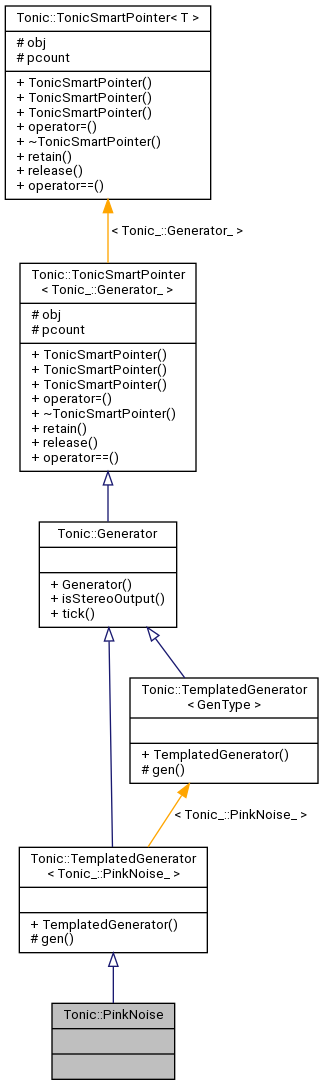 Tonic::TonicSmartPointer< T >
# obj
# pcount
+ TonicSmartPointer()
+ TonicSmartPointer()
+ TonicSmartPointer()
+ operator=()
+ ~TonicSmartPointer()
+ retain()
+ release()
+ operator==()
< Tonic_::Generator_ >
Tonic::TonicSmartPointer
< Tonic_::Generator_ >
# obj
# pcount
+ TonicSmartPointer()
+ TonicSmartPointer()
+ TonicSmartPointer()
+ operator=()
+ ~TonicSmartPointer()
+ retain()
+ release()
+ operator==()
Tonic::Generator
+ Generator()
+ isStereoOutput()
+ tick()
Tonic::TemplatedGenerator
< GenType >
+ TemplatedGenerator()
# gen()
< Tonic_::PinkNoise_ >
Tonic::TemplatedGenerator
< Tonic_::PinkNoise_ >
+ TemplatedGenerator()
# gen()
Tonic::PinkNoise